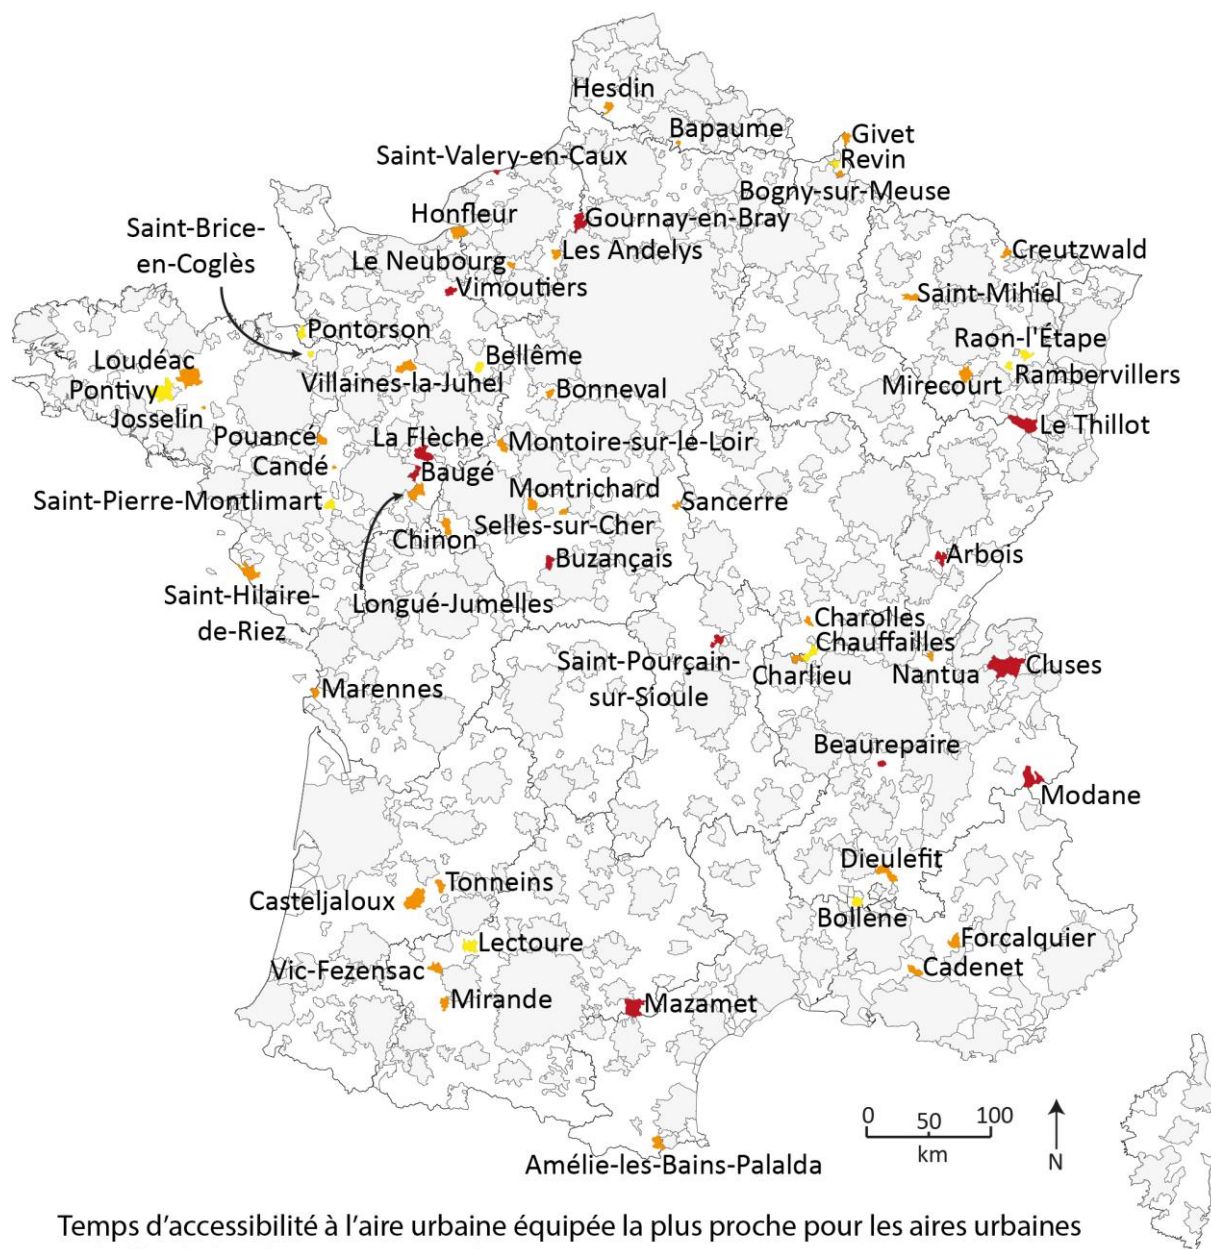 Hesdin
Bapaume
Givet
Revin
Saint-Valery-en-Caux
Bogny-sur-Meuse
Honfleur
Gournay-en-Bray
Saint-Brice-
en-Coglès
Le Neubourg
Les Andelys
Creutzwald
Vimoutiers
Saint-Mihiel
Pontorson
Raon-l'Étape
Loudéac
Bellême
Villaines-la-Juhel
Rambervillers
Mirecourt
Pontivy
Bonneval
Josselin
Le Thillot
Pouancé
La Flèche
Montoire-sur-le-Loir
Candé
Baugé
Saint-Pierre-Montlimart
Montrichard
Sancerre
Selles-sur-Cher
Chinon
Buzançais
Arbois
Saint-Hilaire-
de-Riez
Longué-Jumelles
Charolles
Chauffailles
Saint-Pourçain-
sur-Sioule
Charlieu
Nantua
Cluses
Marennes
Beaurepaire
Modane
Dieulefit
Tonneins
Casteljaloux
Bollène
Lectoure
Forcalquier
Vic-Fezensac
Cadenet
Mirande
Mazamet
0 50 100
km
N
Amélie-les-Bains-Palalda
Temps d'accessibilité à l'aire urbaine équipée la plus proche pour les aires urbaines